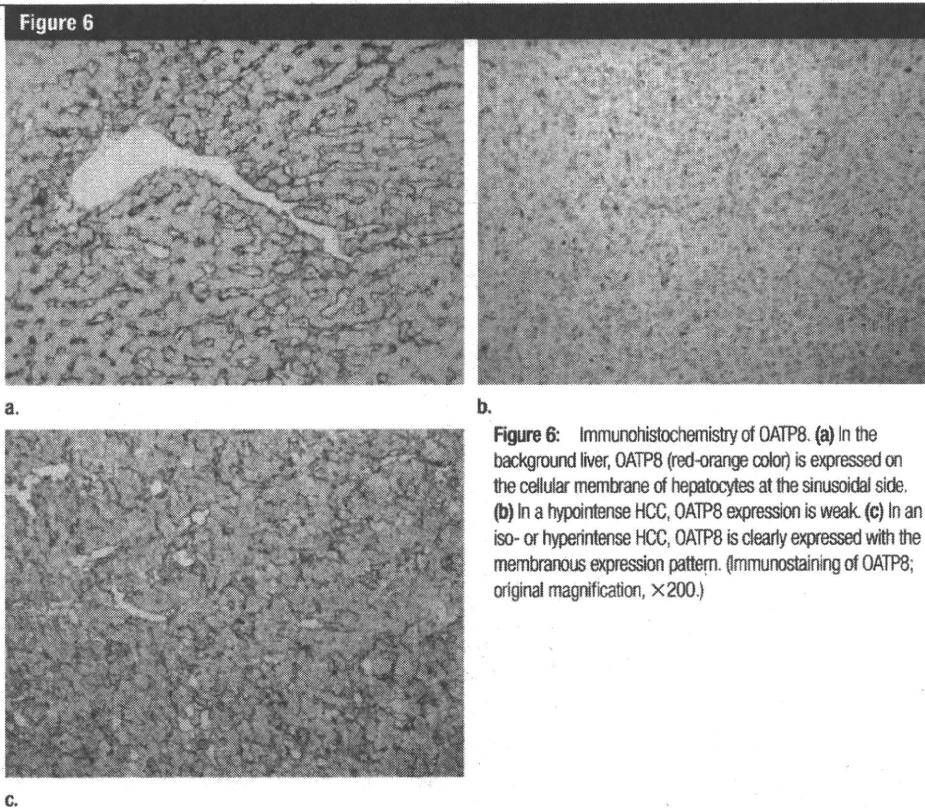 Figure 6
a.
b.
Figure 6: Immunohistochemistry of OATP8. (a) In the
background liver, OATP8 (red-orange color) is expressed on
the cellular membrane of hepatocytes at the sinusoidal side.
(b) In a hypointense HCC, OATP8 expression is weak. (c) In an
iso- or hyperintense HCC, OATP8 is clearly expressed with the
membranous expression pattern. (Immunostaining of OATP8;
original magnification, ×200.)
c.